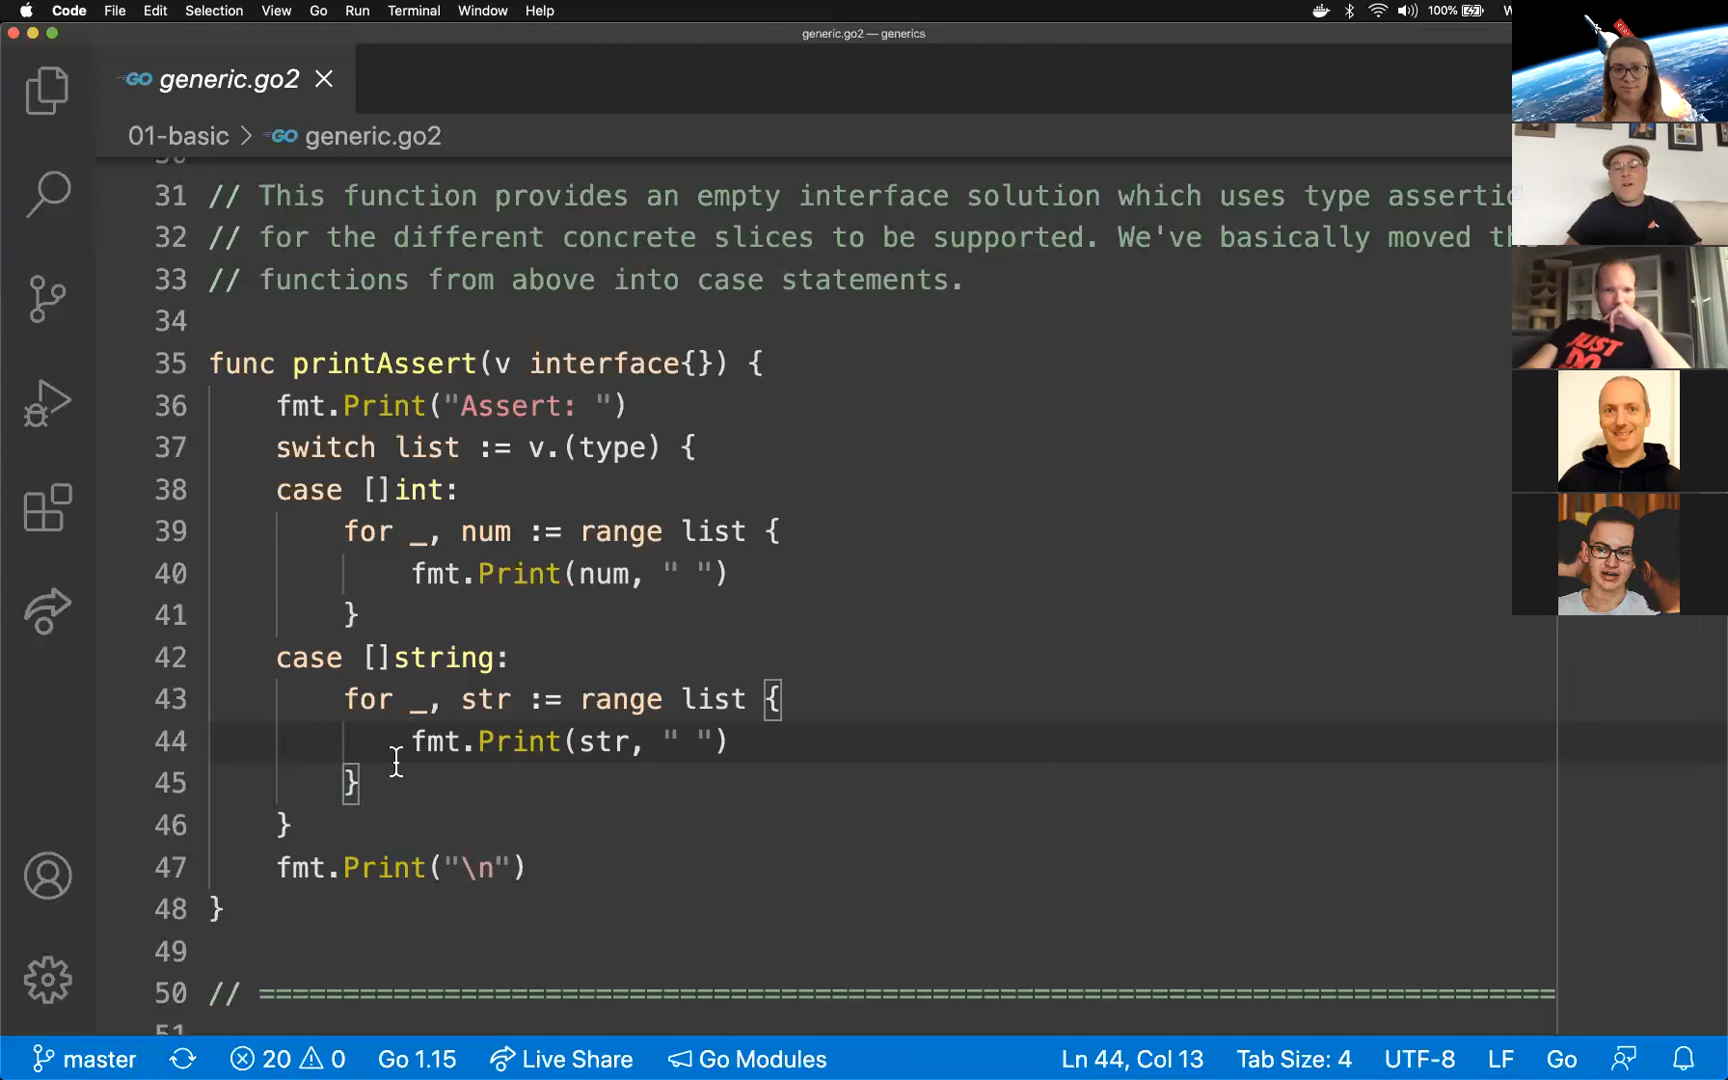 Code File Edit Selection View Go Run Terminal Window Help 100%
generic.go2 — generics
GO generic.go2
01-basic > GO generic.go2
31 // This function provides an empty interface solution which uses type asserti
32 // for the different concrete slices to be supported. We've basically moved
33 // functions from above into case statements.
34
35 func printAssert(v interface{}) {
36 fmt.Print("Assert: ")
37 switch list := v.(type) {
38 case []int:
39 for _, num := range list {
40 fmt.Print(num, " ")
41 }
42 case []string:
43 for _, str := range list {
44 fmt.Print(str, " ")
45 }
46 }
47 fmt.Print("\n")
48 }
49
50 // =============================================================================
51
master 20 0 Go 1.15 Live Share Go Modules Ln 44, Col 13 Tab Size: 4 UTF-8 LF Go
JUST
DO